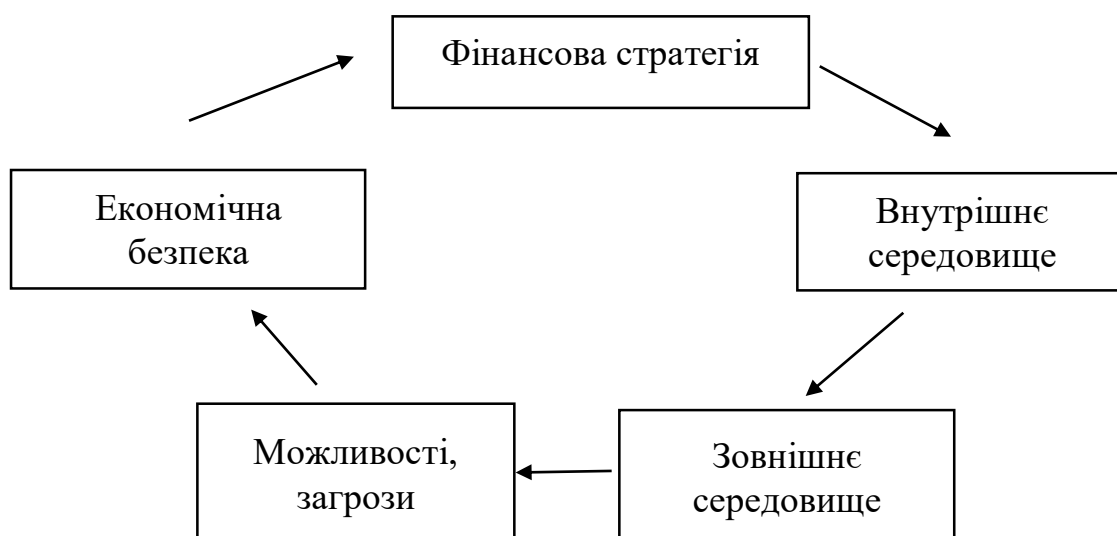 Фінансова стратегія
Економічна
безпека
Внутрішнє
середовище
Можливості,
загрози
Зовнішнє
середовище